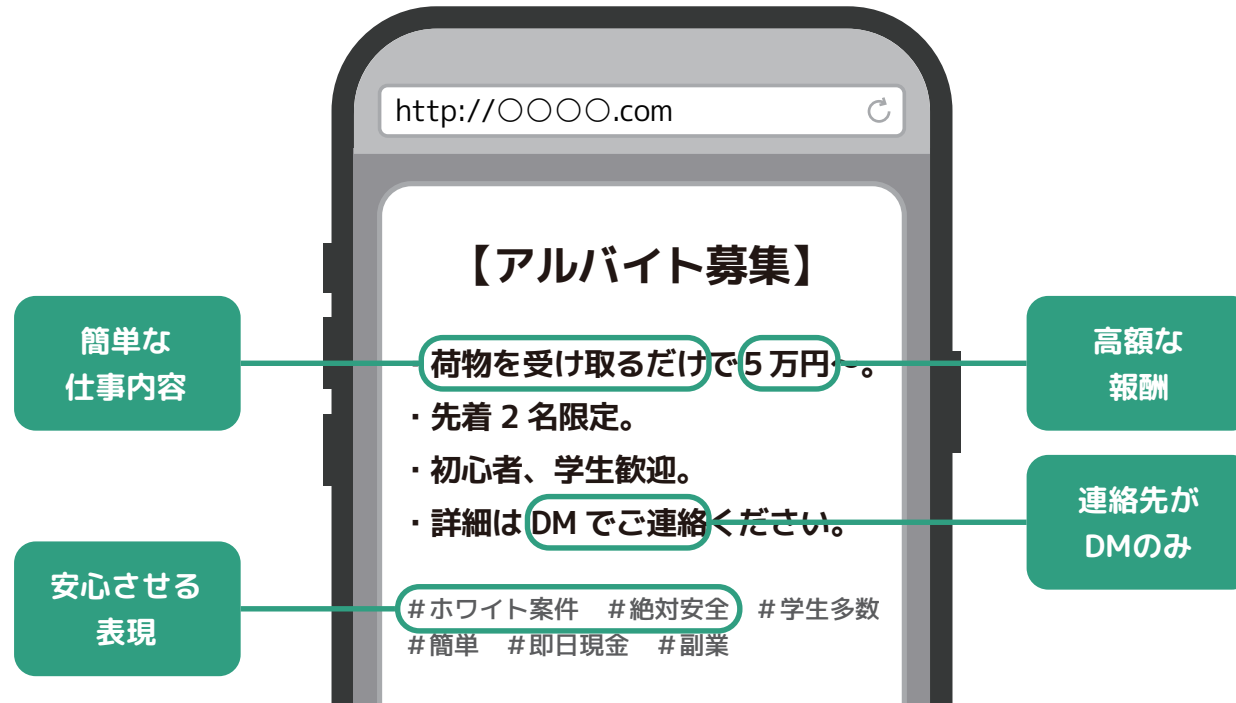 http://○○○○.com
【アルバイト募集】
簡単な
仕事内容
高額な
報酬
・荷物を受け取るだけで5万円〜。
・先着2名限定。
・初心者、学生歓迎。
・詳細はDMでご連絡ください。
連絡先が
DMのみ
安心させる
表現
#ホワイト案件 #絶対安全 #学生多数
#簡単 #即日現金 #副業